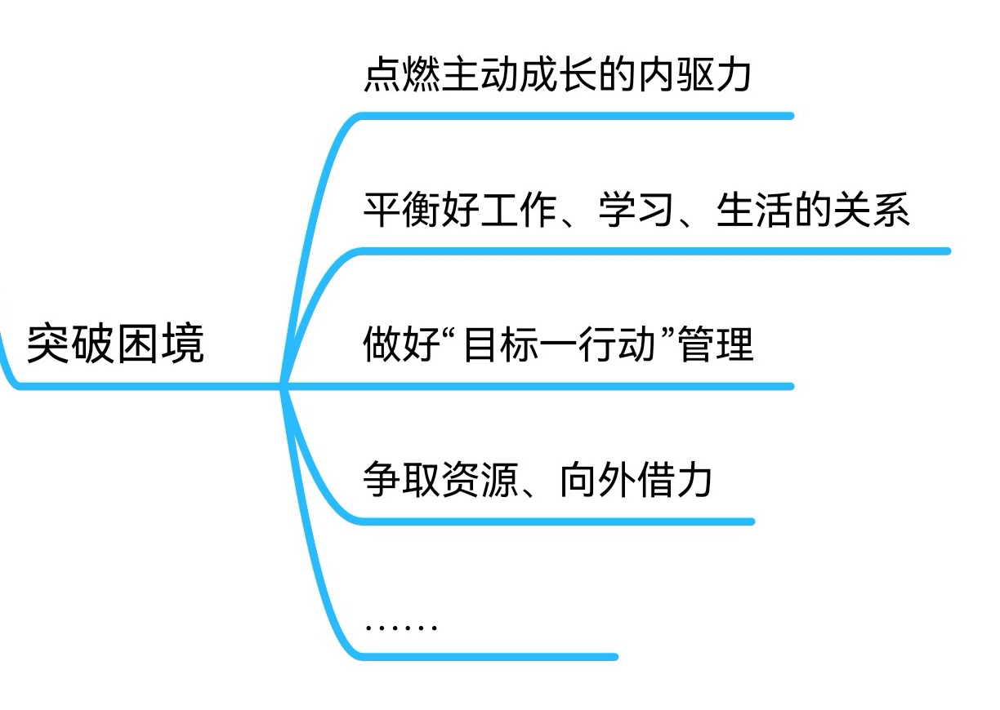 点燃主动成长的内驱力
平衡好工作、学习、生活的关系
突破困境
做好“目标一行动”管理
争取资源、向外借力
……